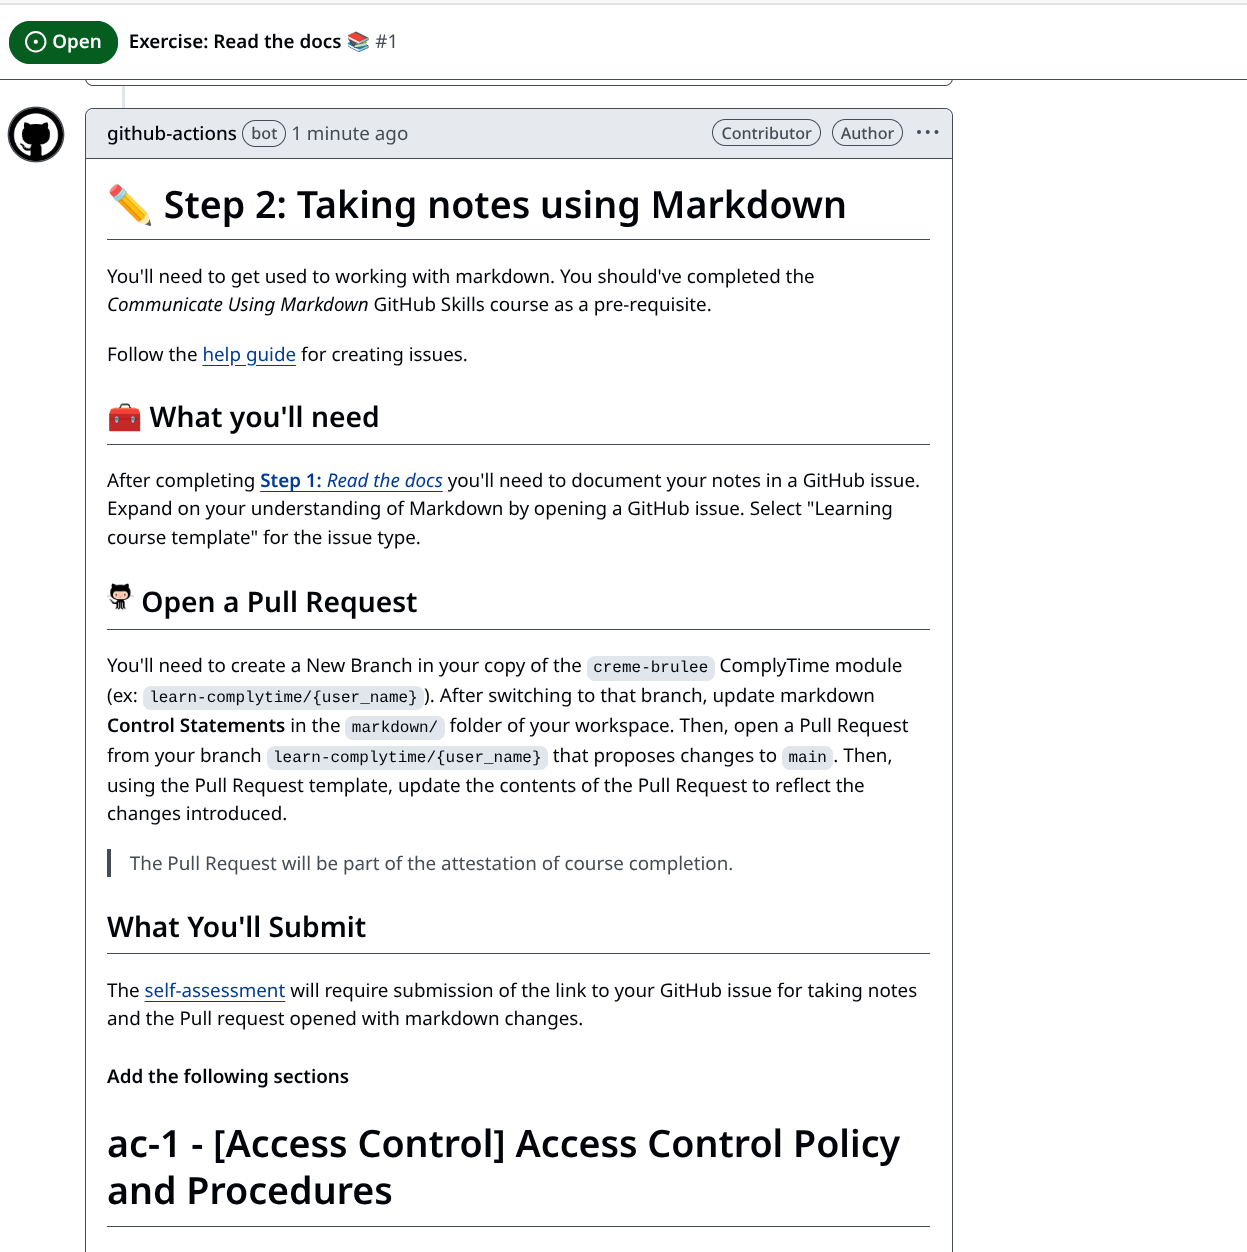 Open Exercise: Read the docs 📚 #1
github-actions bot 1 minute ago Contributor Author ...
✏️ Step 2: Taking notes using Markdown
You'll need to get used to working with markdown. You should've completed the
Communicate Using Markdown GitHub Skills course as a pre-requisite.
Follow the help guide for creating issues.
🧰 What you'll need
After completing Step 1: Read the docs you'll need to document your notes in a GitHub issue.
Expand on your understanding of Markdown by opening a GitHub issue. Select "Learning
course template" for the issue type.
Open a Pull Request
You'll need to create a New Branch in your copy of the creme-brulee ComplyTime module
(ex: learn-complytime/{user_name}). After switching to that branch, update markdown
Control Statements in the markdown/ folder of your workspace. Then, open a Pull Request
from your branch learn-complytime/{user_name} that proposes changes to main. Then,
using the Pull Request template, update the contents of the Pull Request to reflect the
changes introduced.
The Pull Request will be part of the attestation of course completion.
What You'll Submit
The self-assessment will require submission of the link to your GitHub issue for taking notes
and the Pull request opened with markdown changes.
Add the following sections
ac-1 - [Access Control] Access Control Policy
and Procedures